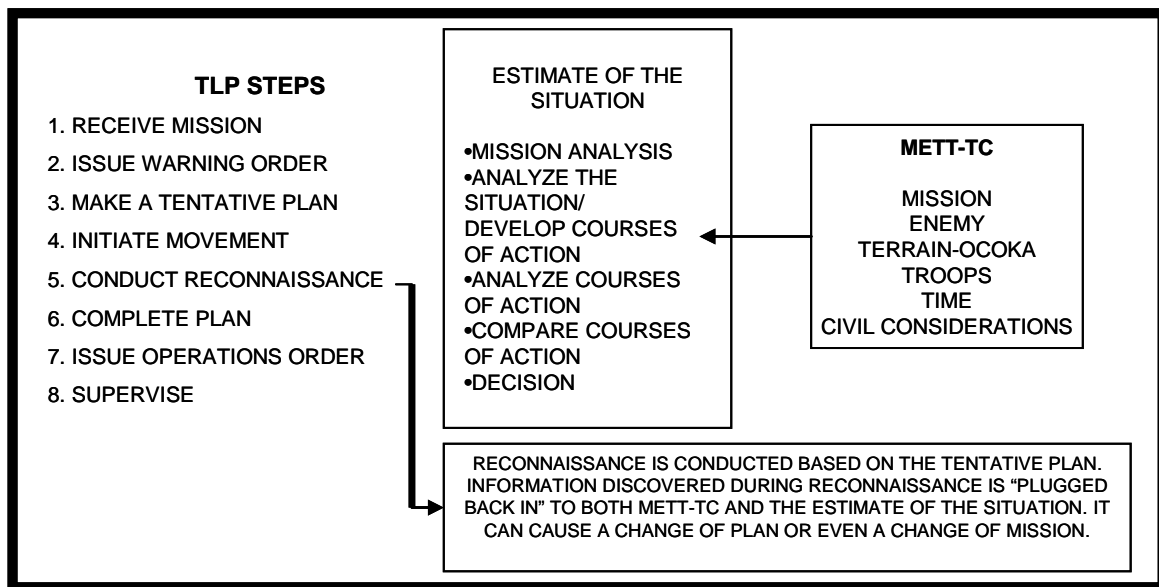 TLP STEPS
1. RECEIVE MISSION
2. ISSUE WARNING ORDER
3. MAKE A TENTATIVE PLAN
4. INITIATE MOVEMENT
5. CONDUCT RECONNAISSANCE
6. COMPLETE PLAN
7. ISSUE OPERATIONS ORDER
8. SUPERVISE
ESTIMATE OF THE
SITUATION
•MISSION ANALYSIS
•ANALYZE THE
SITUATION/
DEVELOP COURSES
OF ACTION
•ANALYZE COURSES
OF ACTION
•COMPARE COURSES
OF ACTION
•DECISION
METT-TC
MISSION
ENEMY
TERRAIN-OCOKA
TROOPS
TIME
CIVIL CONSIDERATIONS
RECONNAISSANCE IS CONDUCTED BASED ON THE TENTATIVE PLAN.
INFORMATION DISCOVERED DURING RECONNAISSANCE IS “PLUGGED
BACK IN” TO BOTH METT-TC AND THE ESTIMATE OF THE SITUATION. IT
CAN CAUSE A CHANGE OF PLAN OR EVEN A CHANGE OF MISSION.